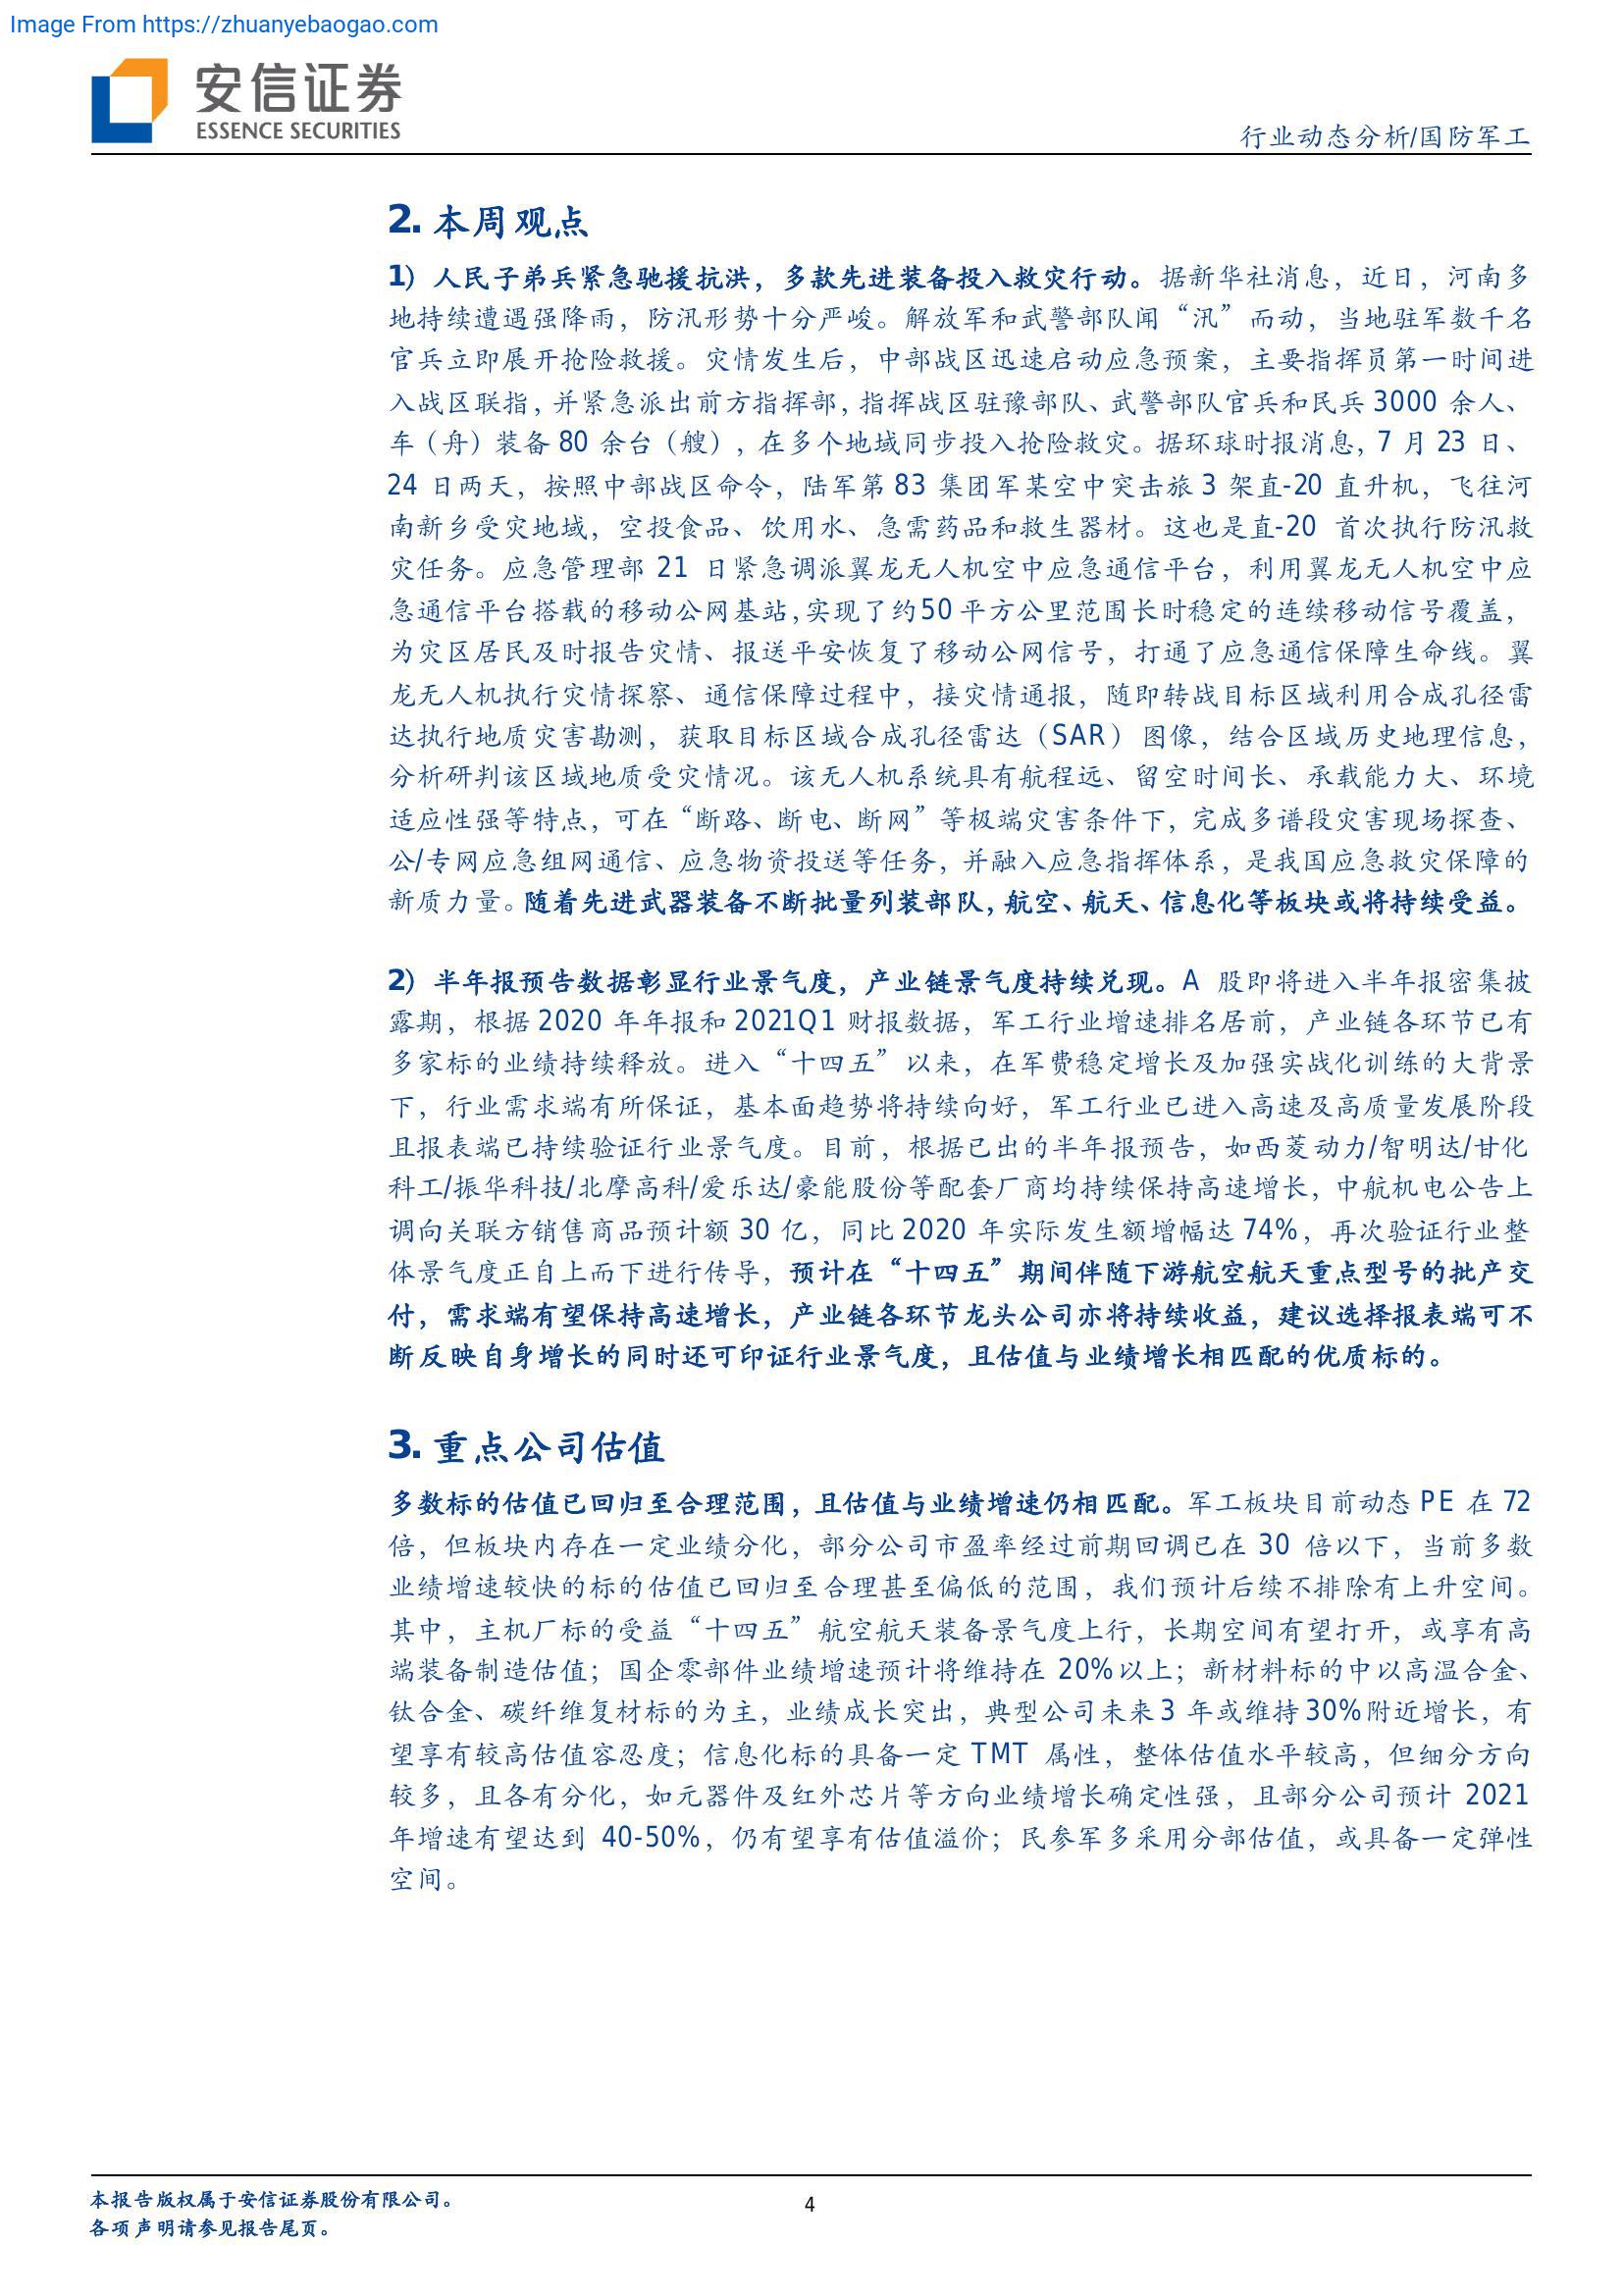 Image From https://zhuanyebaogao.com
安信证券
ESSENCE SECURITIES
行业动态分析/国防军工
2. 本周观点
1）人民子弟兵紧急驰援抗洪，多款先进装备投入救灾行动。据新华社消息，近日，河南多
地持续遭遇强降雨，防汛形势十分严峻。解放军和武警部队闻“汛”而动，当地驻军数千名
官兵立即展开抢险救援。灾情发生后，中部战区迅速启动应急预案，主要指挥员第一时间进
入战区联指，并紧急派出前方指挥部，指挥战区驻豫部队、武警部队官兵和民兵 3000 余人、
车（舟）装备 80 余台（艘），在多个地域同步投入抢险救灾。据环球时报消息，7 月 23 日、
24 日两天，按照中部战区命令，陆军第 83 集团军某空中突击旅 3 架直-20 直升机，飞往河
南新乡受灾地域，空投食品、饮用水、急需药品和救生器材。这也是直-20 首次执行防汛救
灾任务。应急管理部 21 日紧急调派翼龙无人机空中应急通信平台，利用翼龙无人机空中应
急通信平台搭载的移动公网基站，实现了约 50 平方公里范围长时稳定的连续移动信号覆盖，
为灾区居民及时报告灾情、报送平安恢复了移动公网信号，打通了应急通信保障生命线。翼
龙无人机执行灾情探察、通信保障过程中，接灾情通报，随即转战目标区域利用合成孔径雷
达执行地质灾害勘测，获取目标区域合成孔径雷达（SAR）图像，结合区域历史地理信息，
分析研判该区域地质受灾情况。该无人机系统具有航程远、留空时间长、承载能力大、环境
适应性强等特点，可在“断路、断电、断网”等极端灾害条件下，完成多谱段灾害现场探查、
公/专网应急组网通信、应急物资投送等任务，并融入应急指挥体系，是我国应急救灾保障的
新质力量。随着先进武器装备不断批量列装部队，航空、航天、信息化等板块或将持续受益。
2）半年报预告数据彰显行业景气度，产业链景气度持续兑现。A 股即将进入半年报密集披
露期，根据 2020 年年报和 2021Q1 财报数据，军工行业增速排名居前，产业链各环节已有
多家标的业绩持续释放。进入“十四五”以来，在军费稳定增长及加强实战化训练的大背景
下，行业需求端有所保证，基本面趋势将持续向好，军工行业已进入高速及高质量发展阶段
且报表端已持续验证行业景气度。目前，根据已出的半年报预告，如西菱动力/智明达/甘化
科工/振华科技/北摩高科/爱乐达/豪能股份等配套厂商均持续保持高速增长，中航机电公告上
调向关联方销售商品预计额 30 亿，同比 2020 年实际发生额增幅达 74%，再次验证行业整
体景气度正自上而下进行传导，预计在“十四五”期间伴随下游航空航天重点型号的批产交
付，需求端有望保持高速增长，产业链各环节龙头公司亦将持续收益，建议选择报表端可不
断反映自身增长的同时还可印证行业景气度，且估值与业绩增长相匹配的优质标的。
3. 重点公司估值
多数标的估值已回归至合理范围，且估值与业绩增速仍相匹配。军工板块目前动态 PE 在 72
倍，但板块内存在一定业绩分化，部分公司市盈率经过前期回调已在 30 倍以下，当前多数
业绩增速较快的标的估值已回归至合理甚至偏低的范围，我们预计后续不排除有上升空间。
其中，主机厂标的受益“十四五”航空航天装备景气度上行，长期空间有望打开，或享有高
端装备制造估值；国企零部件业绩增速预计将维持在 20%以上；新材料标的中以高温合金、
钛合金、碳纤维复材标的为主，业绩成长突出，典型公司未来 3 年或维持 30%附近增长，有
望享有较高估值容忍度；信息化标的具备一定 TMT 属性，整体估值水平较高，但细分方向
较多，且各有分化，如元器件及红外芯片等方向业绩增长确定性强，且部分公司预计 2021
年增速有望达到 40-50%，仍有望享有估值溢价；民参军多采用分部估值，或具备一定弹性
空间。
本报告版权属于安信证券股份有限公司。
4
各项声明请参见报告尾页。